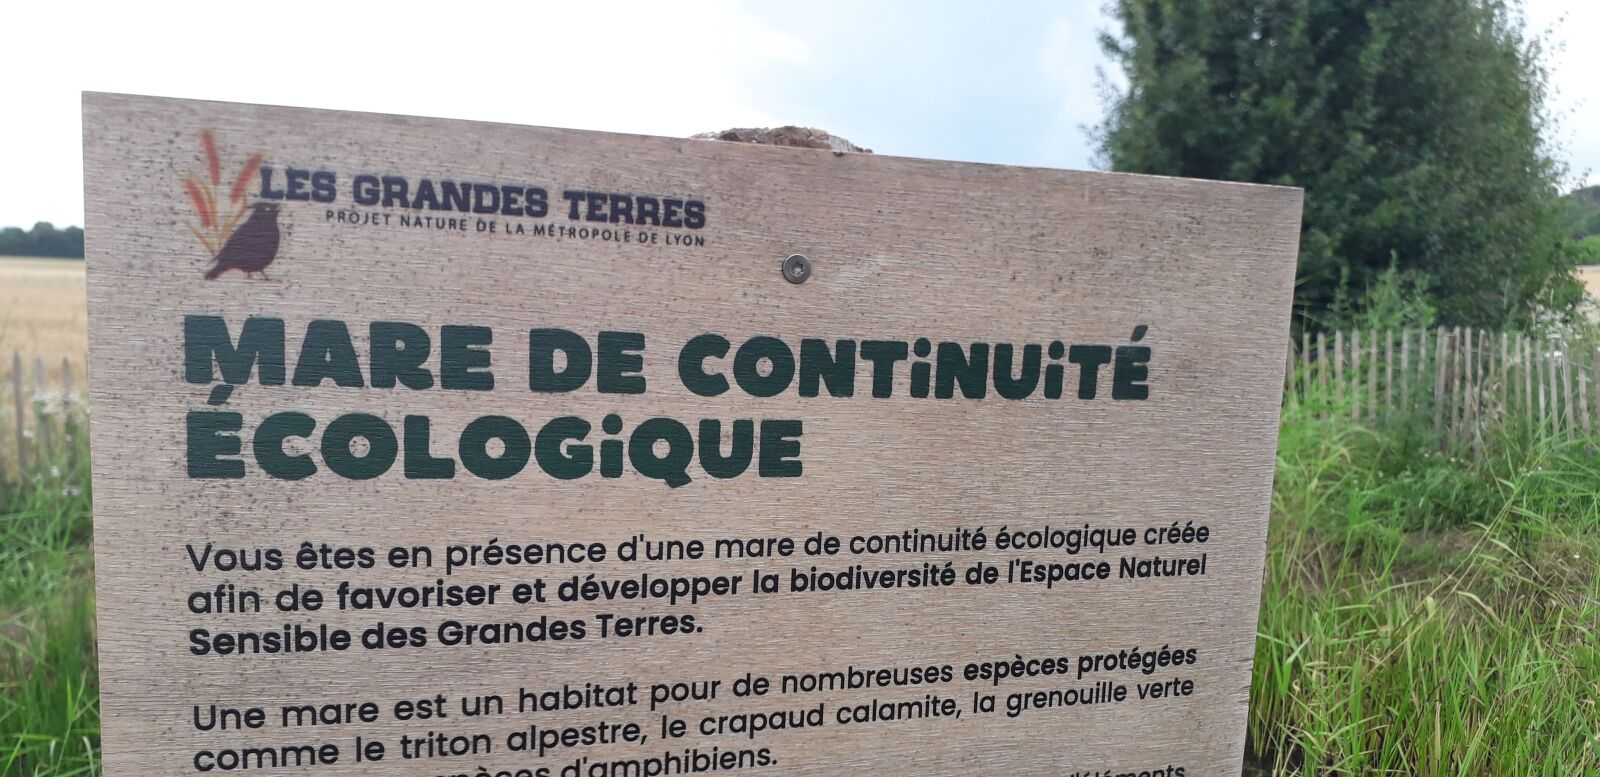 LES GRANDES TERRES
PROJET NATURE DE LA MÉTROPOLE DE LYON
MARE DE CONTiNUiTÉ
ÉCOLOGiQUE
Vous êtes en présence d'une mare de continuité écologique créée
afin de favoriser et développer la biodiversité de l'Espace Naturel
Sensible des Grandes Terres.
Une mare est un habitat pour de nombreuses espèces protégées
comme le triton alpestre, le crapaud calamite, la grenouille verte
d'amphibiens.